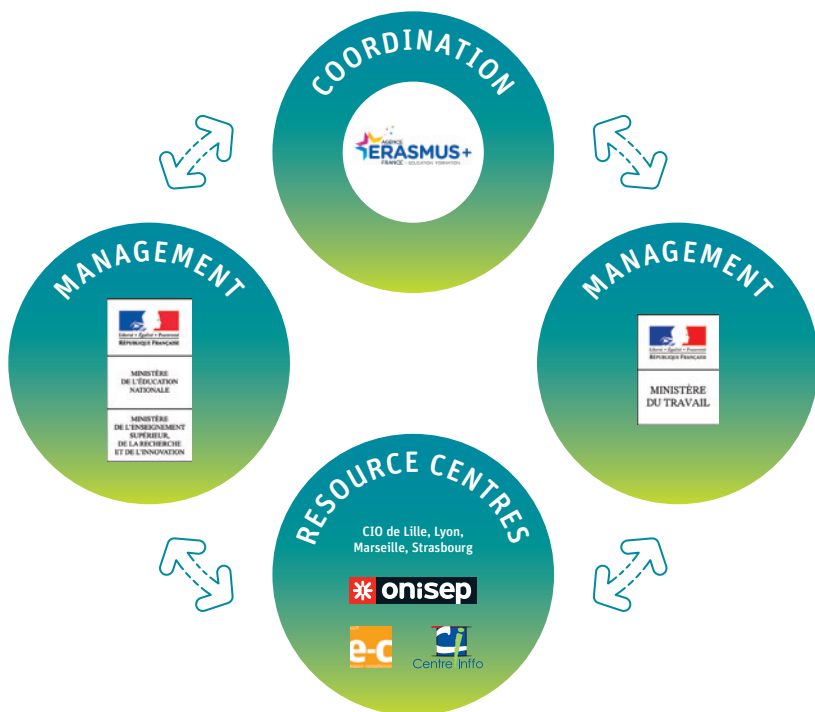 COORDINATION
AGENCE
ERASMUS+
FRANCE - EDUCATION FORMATION
MANAGEMENT
Liberté • Égalité • Fraternité
RÉPUBLIQUE FRANÇAISE
MINISTÈRE
DE L'ÉDUCATION
NATIONALE
MINISTÈRE
DE L'ENSEIGNEMENT
SUPÉRIEUR,
DE LA RECHERCHE
ET DE L'INNOVATION
MANAGEMENT
Liberté • Égalité • Fraternité
RÉPUBLIQUE FRANÇAISE
MINISTÈRE
DU TRAVAIL
RESOURCE CENTRES
CIO de Lille, Lyon,
Marseille, Strasbourg
onisep
e-c
Centre Inffo